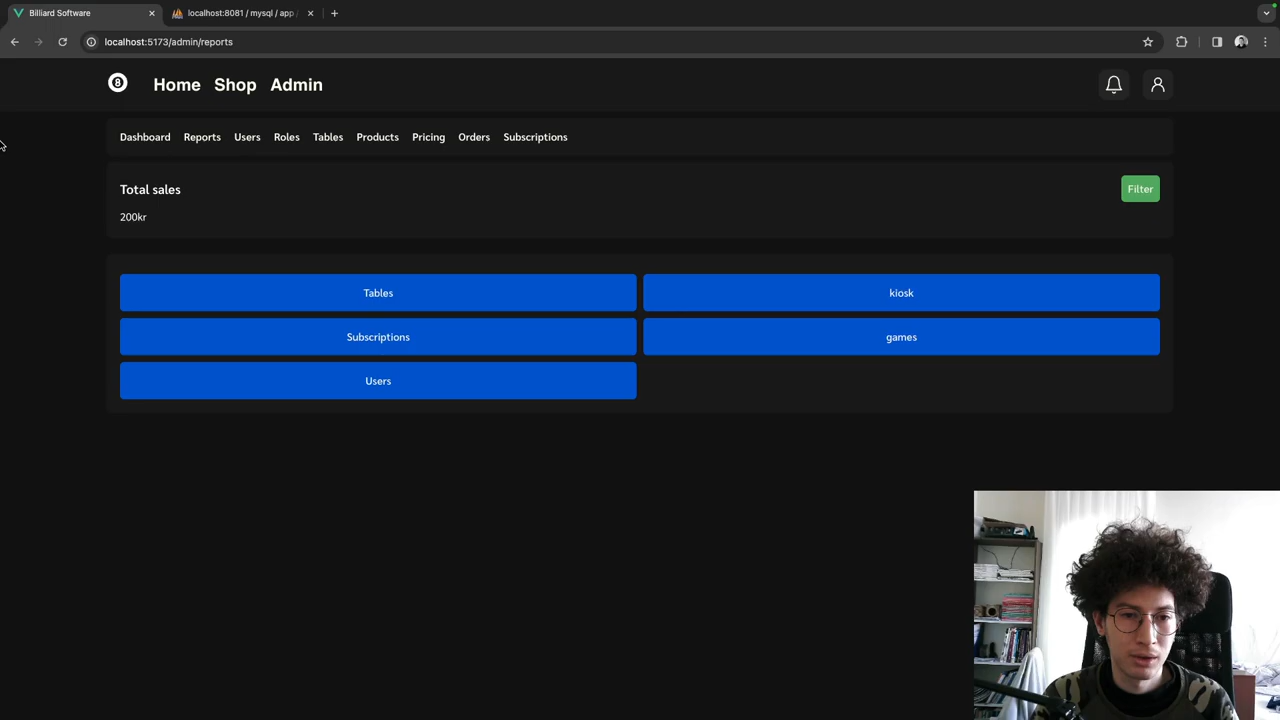 Billiard Software
localhost:8081 / mysql / app
localhost:5173/admin/reports
8
Home Shop Admin
Dashboard Reports Users Roles Tables Products Pricing Orders Subscriptions
Total sales
Filter
200kr
Tables
kiosk
Subscriptions
games
Users